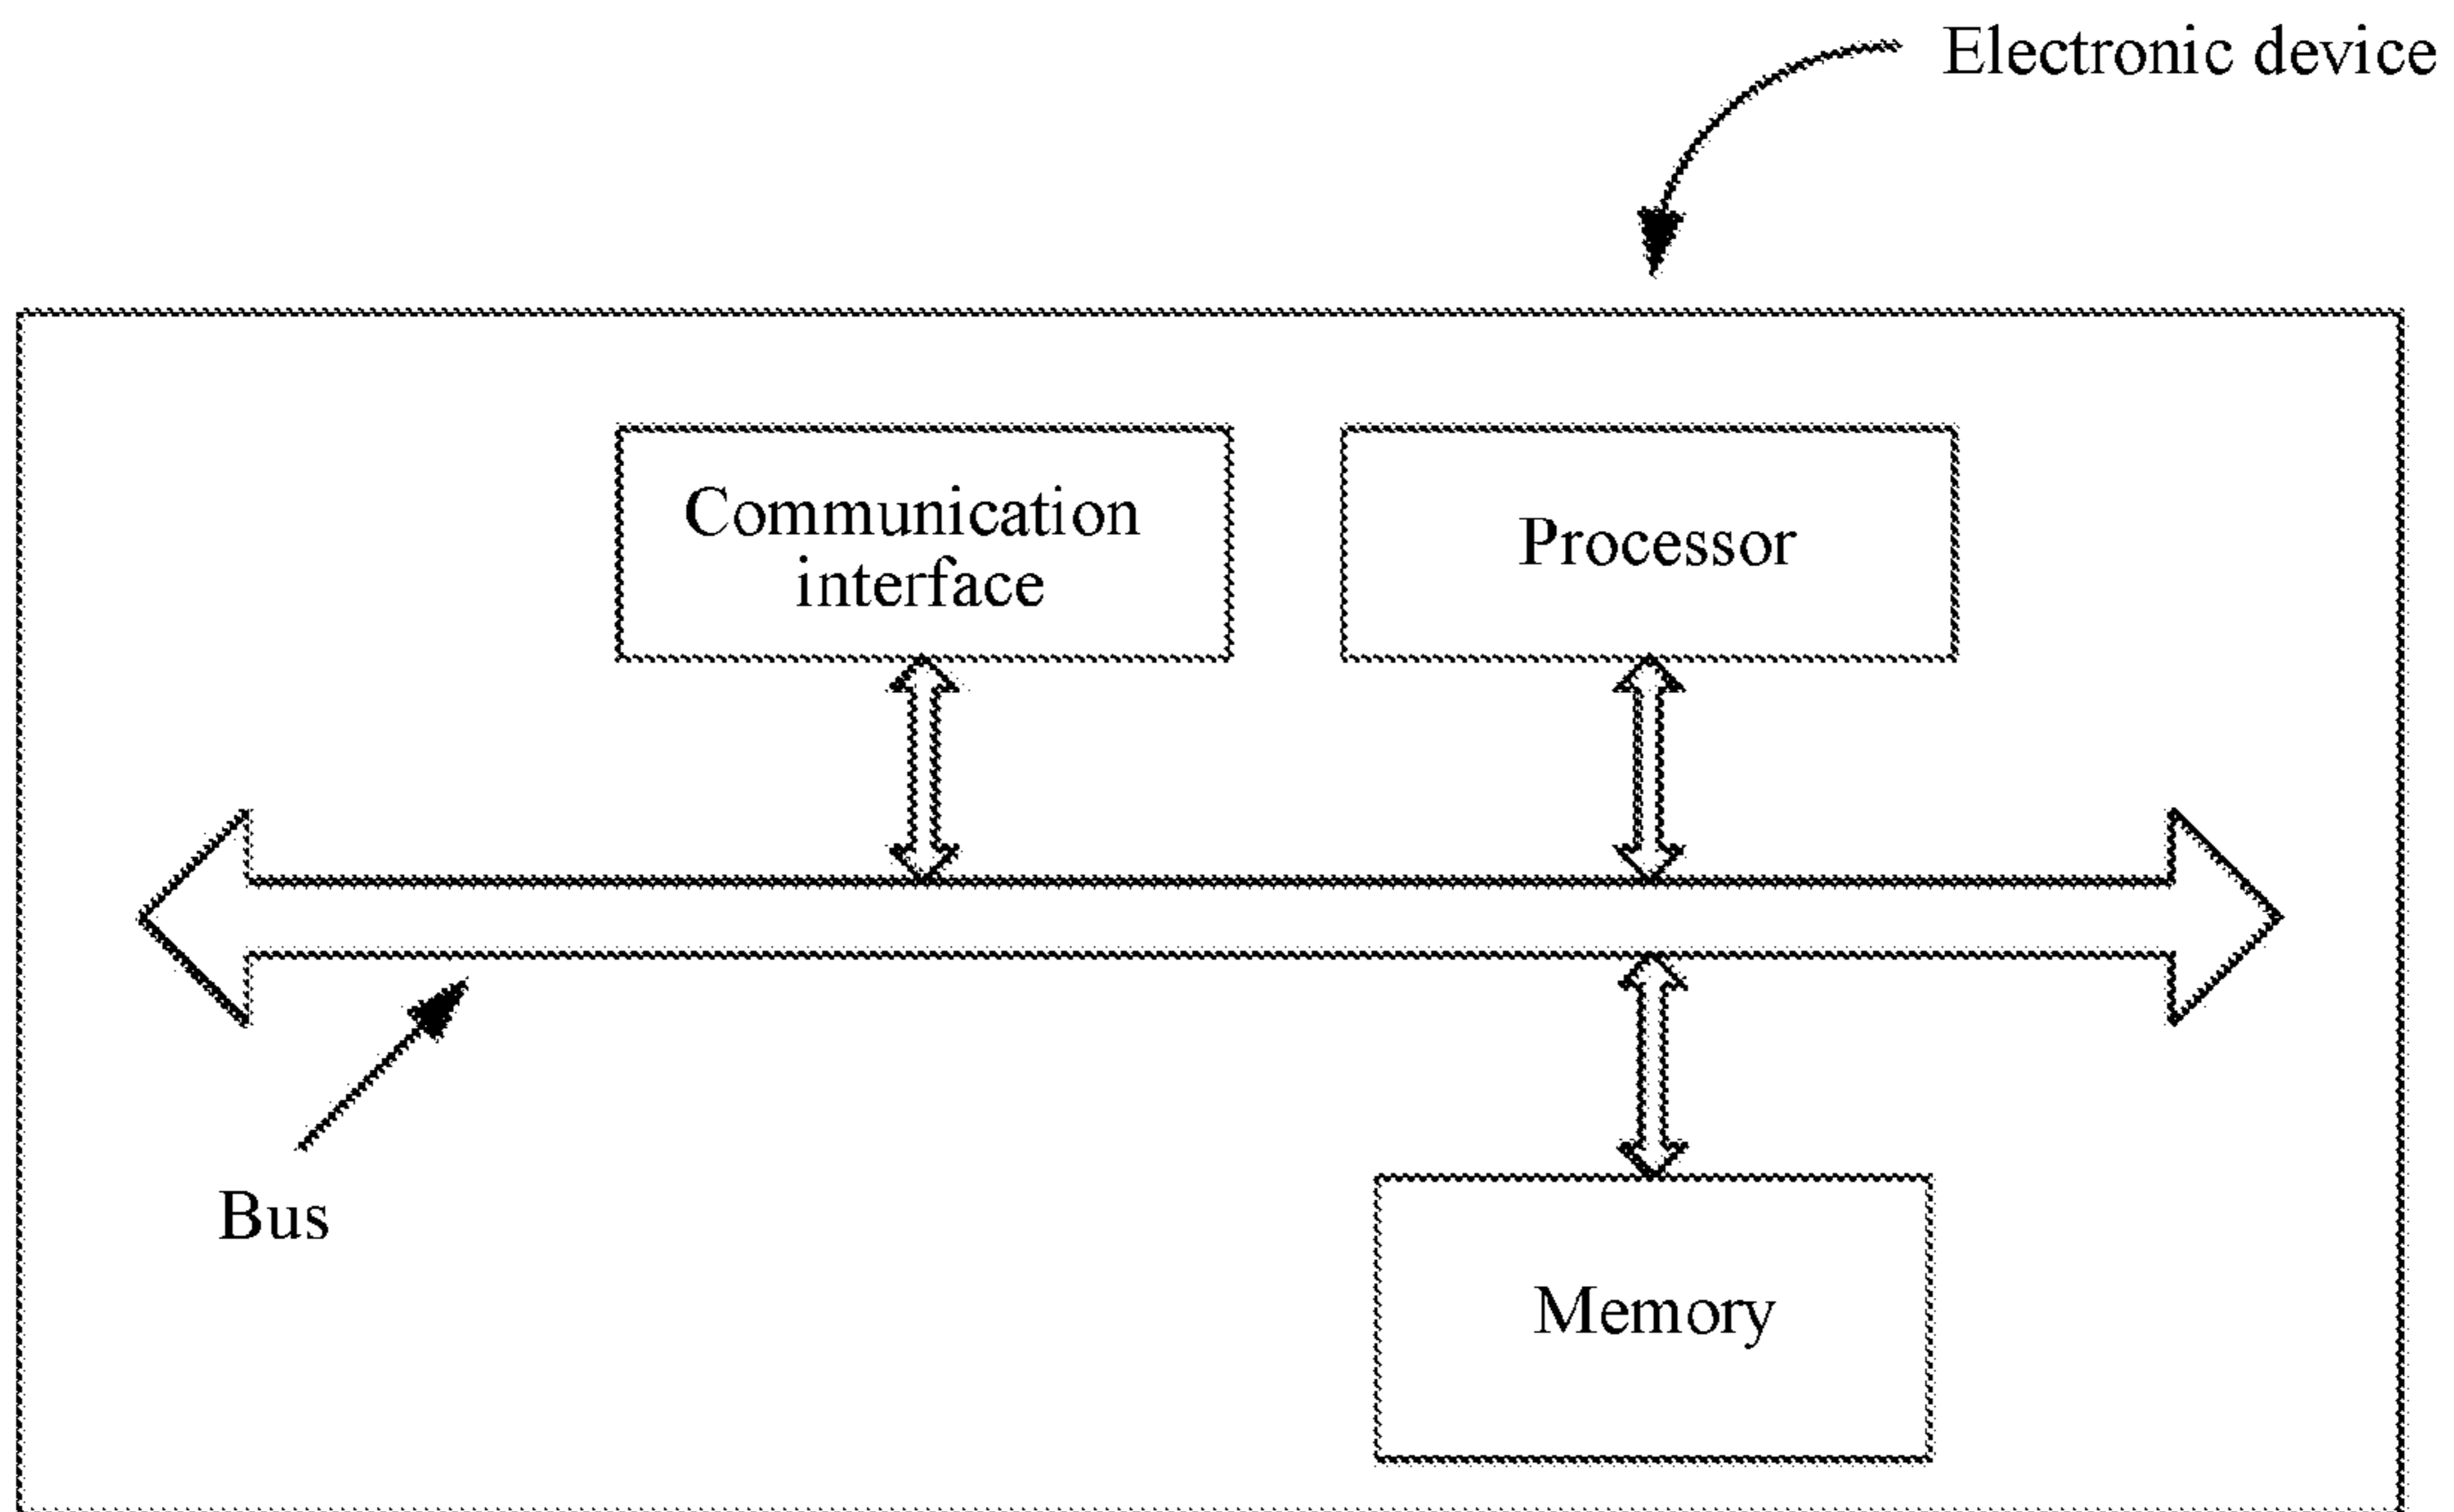 Electronic device
Communication
interface
Processor
Bus
Memory